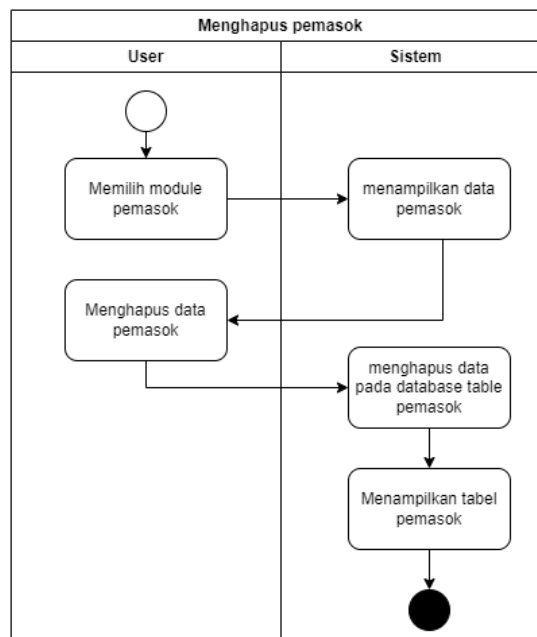 Menghapus pemasok
User
Sistem
Memilih module
pemasok
menampilkan data
pemasok
Menghapus data
pemasok
menghapus data
pada database table
pemasok
Menampilkan tabel
pemasok